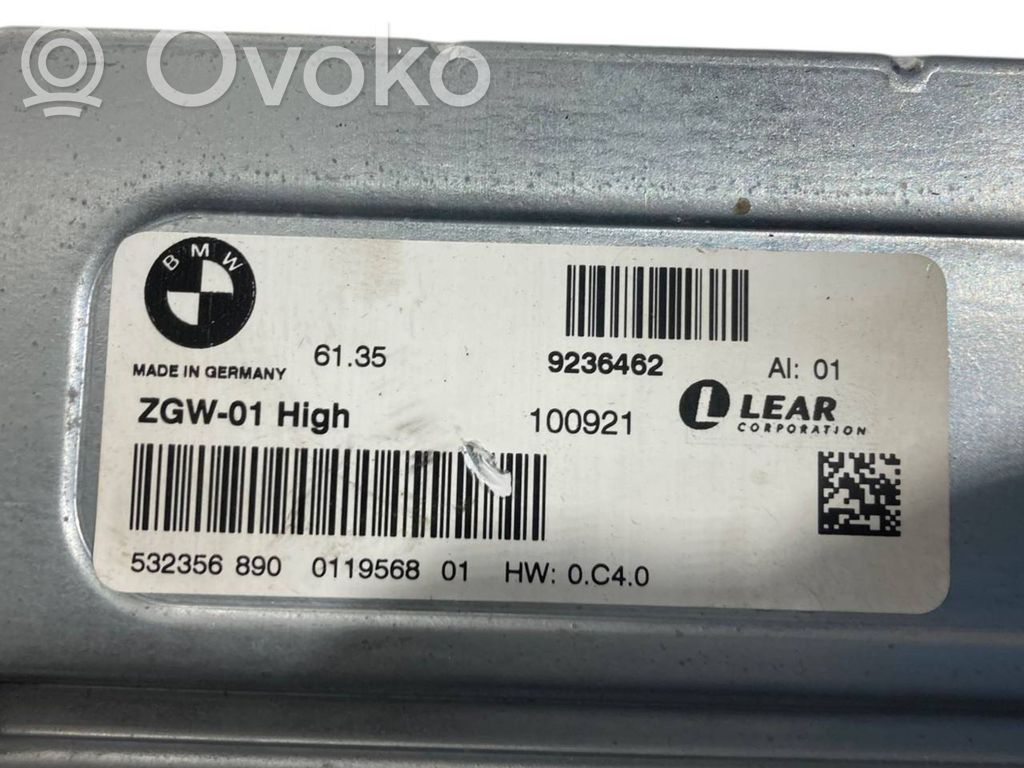 Ovoko
BMW
MADE IN GERMANY
61.35
9236462
AI: 01
ZGW-01 High
100921
L LEAR
CORPORATION
532356 890 0119568 01 HW: 0.C4.0